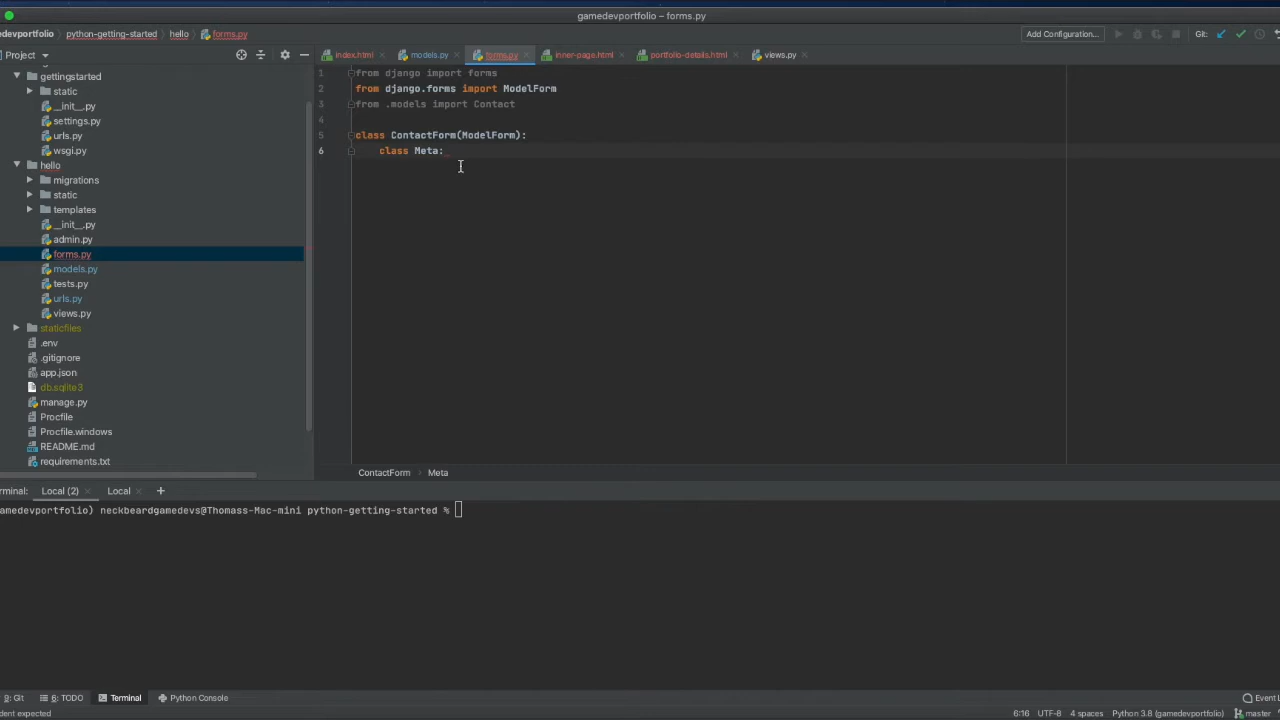 gamedevportfolio – forms.py
devportfolio
python-getting-started
hello
forms.py
Add Configuration...
Git:
Project
index.html
models.py
forms.py
inner-page.html
portfolio-details.html
views.py
gettingstarted
static
__init__.py
settings.py
urls.py
wsgi.py
hello
migrations
static
templates
__init__.py
admin.py
forms.py
models.py
tests.py
urls.py
views.py
staticfiles
.env
.gitignore
app.json
db.sqlite3
manage.py
Procfile
Procfile.windows
README.md
requirements.txt
1 from django import forms
2 from django.forms import ModelForm
3 from .models import Contact
4
5 class ContactForm(ModelForm):
6 class Meta:
ContactForm › Meta
erminal: Local (2) Local +
amedevportfolio) neckbeardgamedevs@Thomass-Mac-mini python-getting-started %
9: Git
6: TODO
Terminal
Python Console
Event
dent expected
6:16 UTF-8 4 spaces Python 3.8 (gamedevportfolio) master